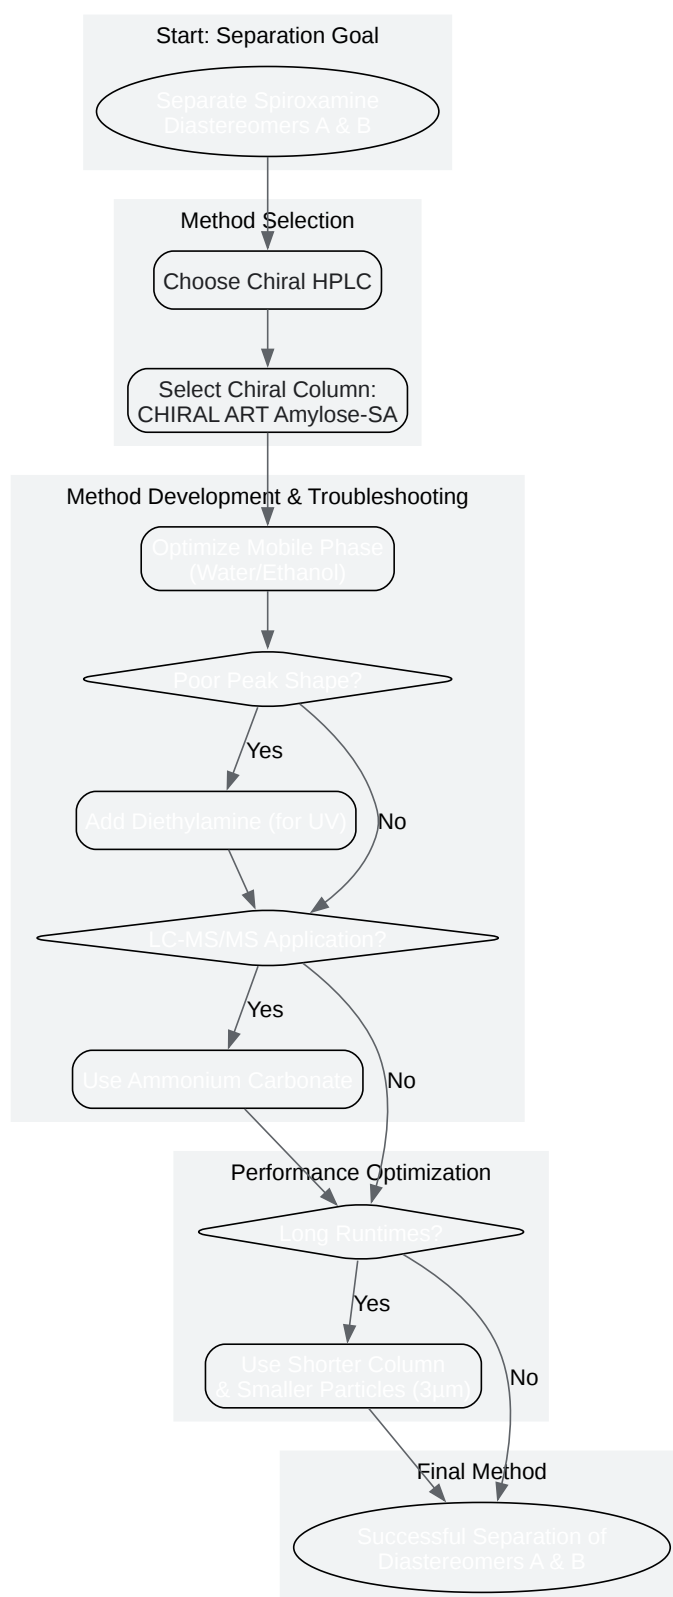 Start: Separation Goal
Separate Spiroxamine
Diastereomers A & B
Method Selection
Choose Chiral HPLC
Select Chiral Column:
CHIRAL ART Amylose-SA
Method Development & Troubleshooting
Optimize Mobile Phase
(Water/Ethanol)
Poor Peak Shape?
Yes
Add Diethylamine (for UV)
No
LC-MS/MS Application?
Yes
Use Ammonium Carbonate
No
Performance Optimization
Long Runtimes?
Yes
Use Shorter Column
& Smaller Particles (3µm)
No
Final Method
Successful Separation of
Diastereomers A & B